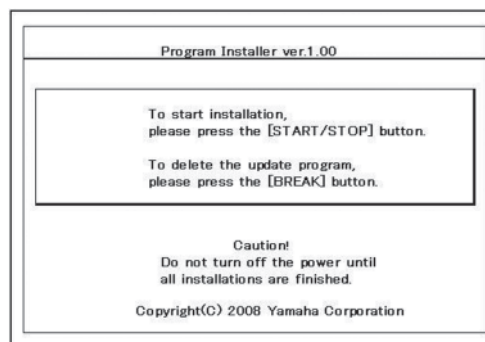 Program Installer ver.1.00
To start installation,
please press the [START/STOP] button.
To delete the update program,
please press the [BREAK] button.
Caution!
Do not turn off the power until
all installations are finished.
Copyright(C) 2008 Yamaha Corporation